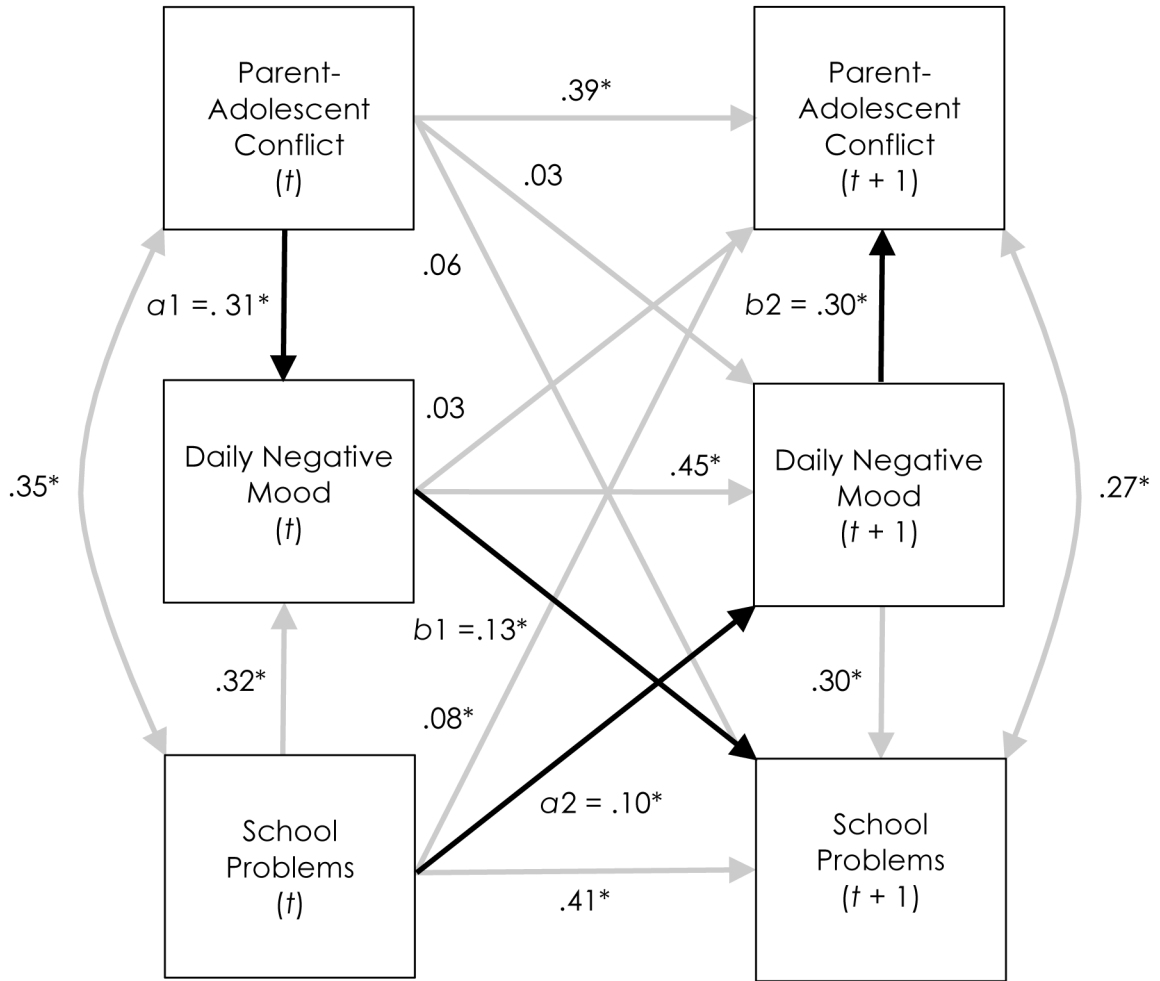 Parent-
Adolescent
Conflict
(t)
.39*
Parent-
Adolescent
Conflict
(t + 1)
.03
.06
a1 =. 31*
b2 = .30*
.03
Daily Negative
Mood
(t)
.45*
Daily Negative
Mood
(t + 1)
.35*
.27*
b1 =.13*
.32*
.30*
.08*
a2 = .10*
School
Problems
(t)
.41*
School
Problems
(t + 1)